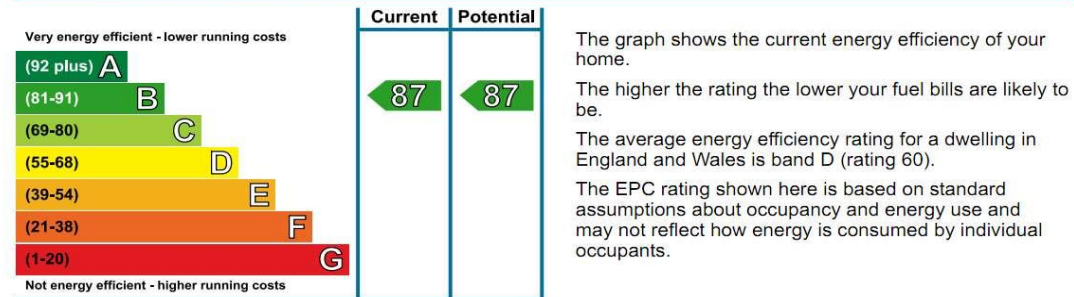 Current Potential
Very energy efficient - lower running costs
(92 plus) A
(81-91) B
87 87
(69-80) C
(55-68) D
(39-54) E
(21-38) F
(1-20) G
Not energy efficient - higher running costs
The graph shows the current energy efficiency of your
home.
The higher the rating the lower your fuel bills are likely to
be.
The average energy efficiency rating for a dwelling in
England and Wales is band D (rating 60).
The EPC rating shown here is based on standard
assumptions about occupancy and energy use and
may not reflect how energy is consumed by individual
occupants.